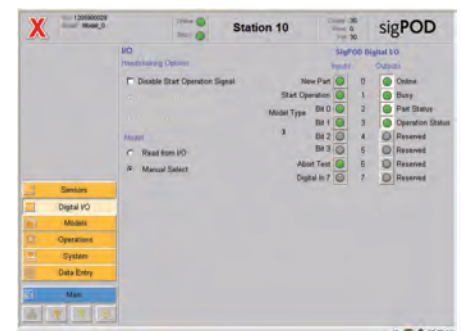 X
Station 10
sigPOD
I/O
Handshaking Options
Disable Start Operation Signal
Model
Read from I/O
Manual Select
SigPOD Digital I/O
Inputs Outputs
New Part 0 Online
Start Operation 1 Busy
Model Type Bit 0 2 Part Status
Bit 1 3 Operation Status
3 Bit 2 4 Reserved
Bit 3 5 Reserved
Abort Test 6 Reserved
Digital In 7 7 Reserved
Sensors
Digital I/O
Models
Operations
System
Data Entry
Main